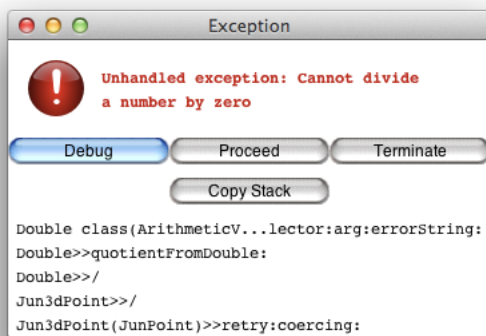 Exception
Unhandled exception: Cannot divide
a number by zero
Debug Proceed Terminate
Copy Stack
Double class(ArithmeticV...lector:arg:errorString:
Double>>quotientFromDouble:
Double>>/
Jun3dPoint>>/
Jun3dPoint(JunPoint)>>retry:coercing: